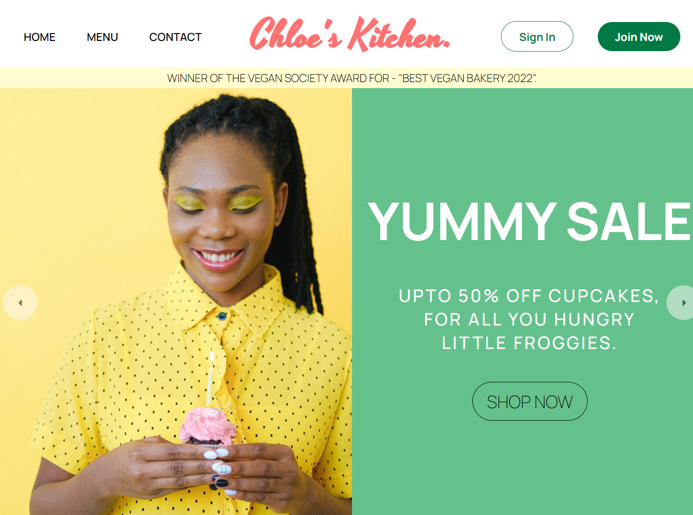 HOME
MENU
CONTACT
Chloe's Kitchen.
Sign In
Join Now
WINNER OF THE VEGAN SOCIETY AWARD FOR - "BEST VEGAN BAKERY 2022".
YUMMY SALE
UPTO 50% OFF CUPCAKES,
FOR ALL YOU HUNGRY
LITTLE FROGGIES.
SHOP NOW